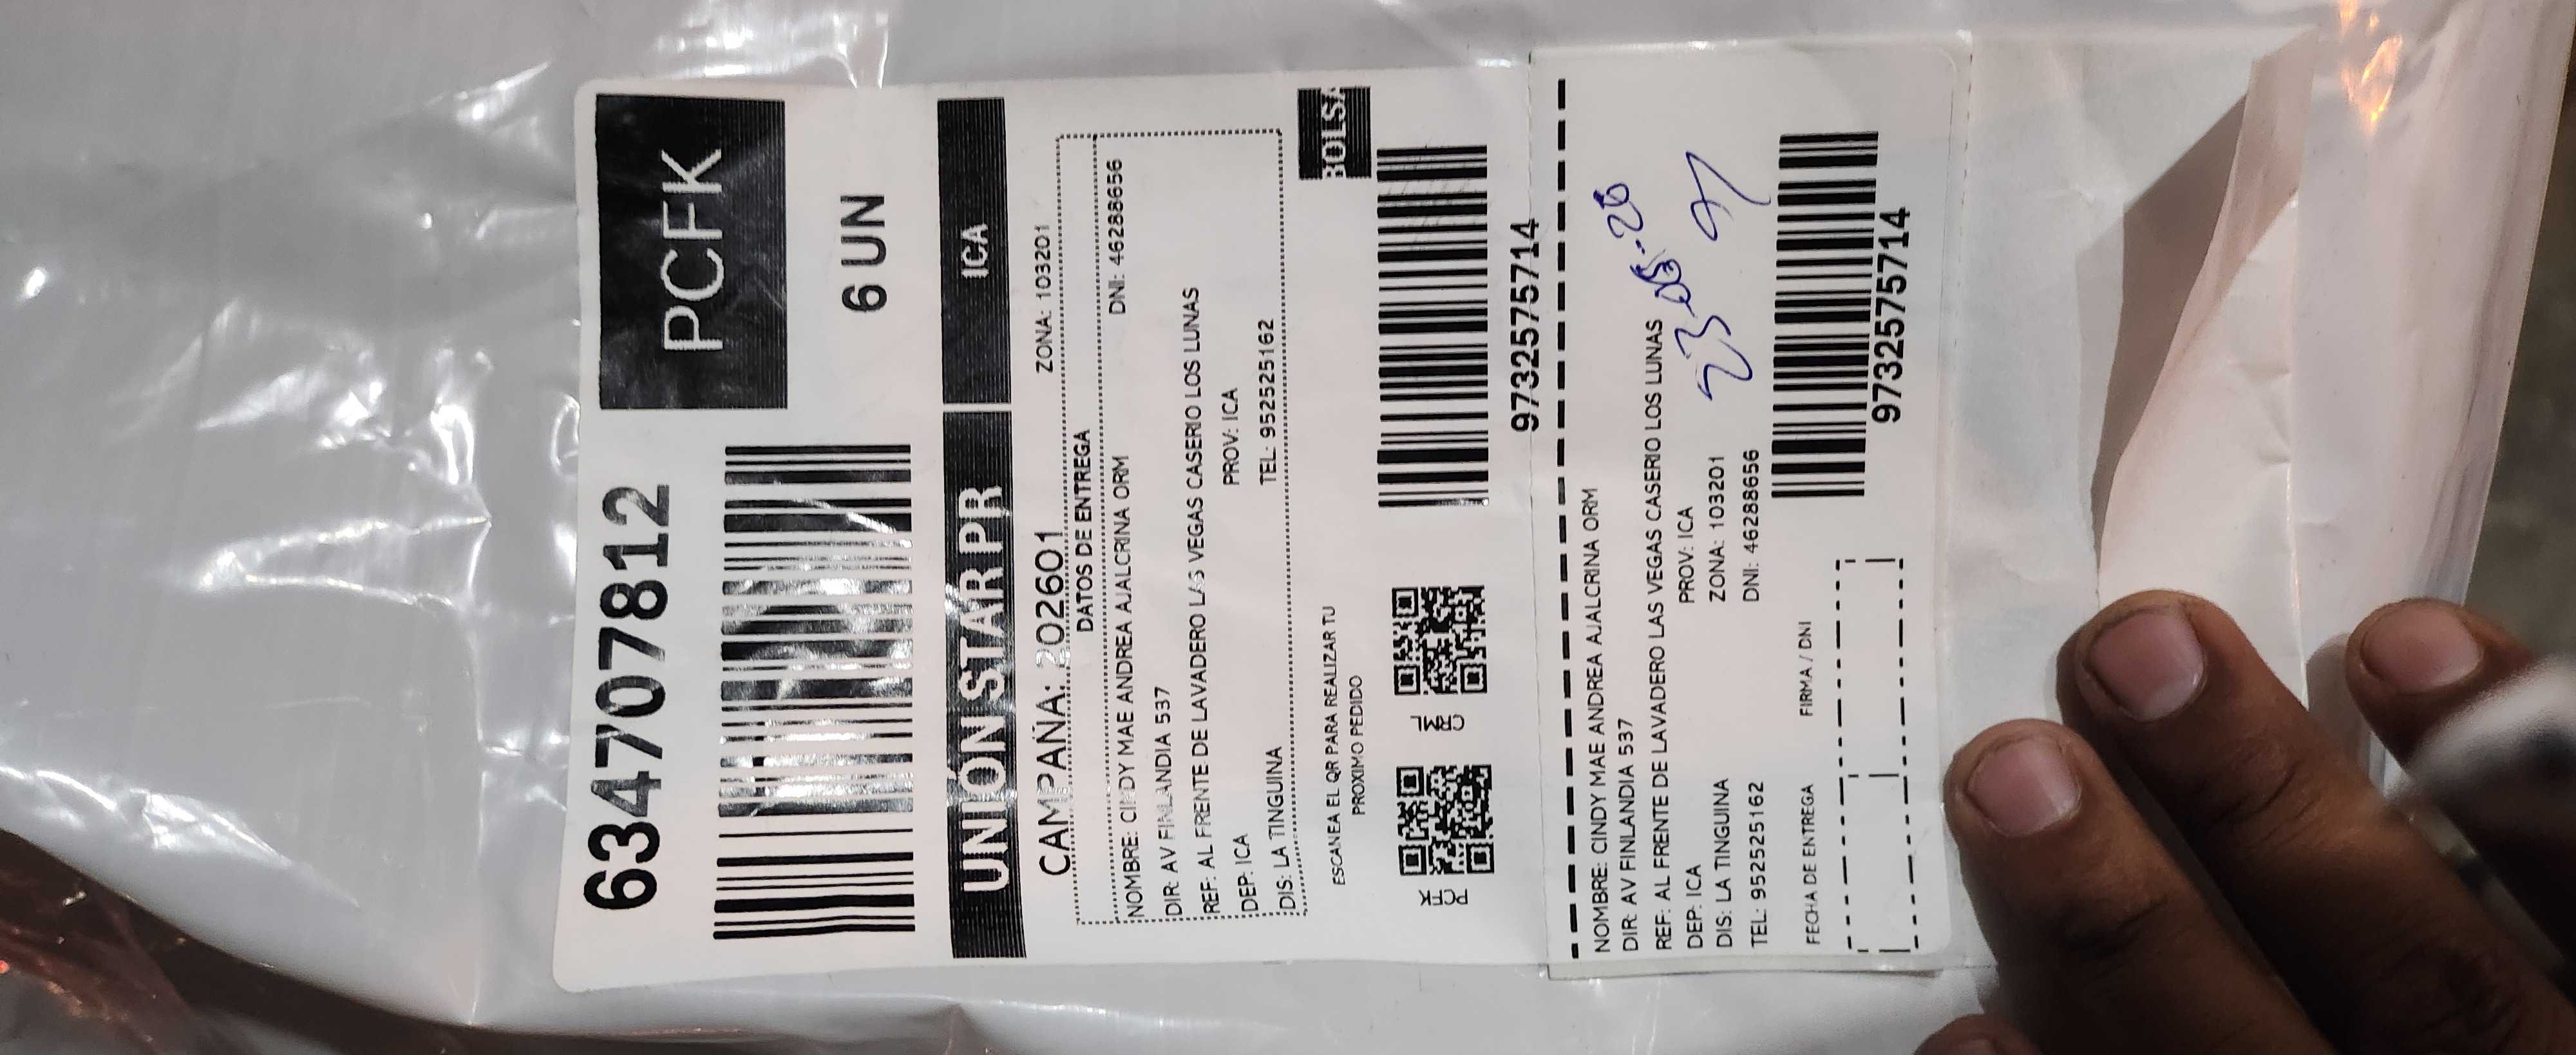 634707812
PCFK
6 UN
UNIÓN STAR PR
ICA
CAMPAÑA: 202601
ZONA: 103201
DATOS DE ENTREGA
NOMBRE: CINDY MAE ANDREA AJALCRINA ORM
DNI: 46288656
DIR: AV FINLANDIA 537
REF: AL FRENTE DE LAVADERO LAS VEGAS CASERIO LOS LUNAS
DEP: ICA
PROV: ICA
DIS: LA TINGUINA
TEL: 952525162
BOLSA
ESCANEA EL QR PARA REALIZAR TU
PROXIMO PEDIDO
9732575714
NOMBRE: CINDY MAE ANDREA AJALCRINA ORM
DIR: AV FINLANDIA 537
REF: AL FRENTE DE LAVADERO LAS VEGAS CASERIO LOS LUNAS
DEP: ICA
PROV: ICA
DIS: LA TINGUINA
ZONA: 103201
TEL: 952525162
DNI: 46288656
FECHA DE ENTREGA
FIRMA / DNI
9732575714